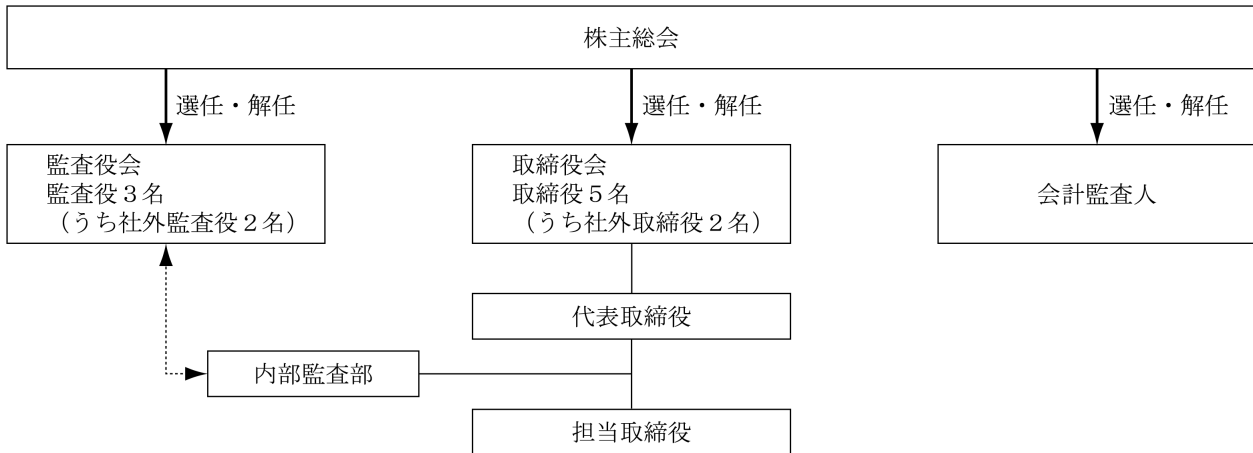 株主総会
選任・解任
選任・解任
選任・解任
監査役会
監査役3名
（うち社外監査役2名）
取締役会
取締役5名
（うち社外取締役2名）
会計監査人
代表取締役
内部監査部
担当取締役